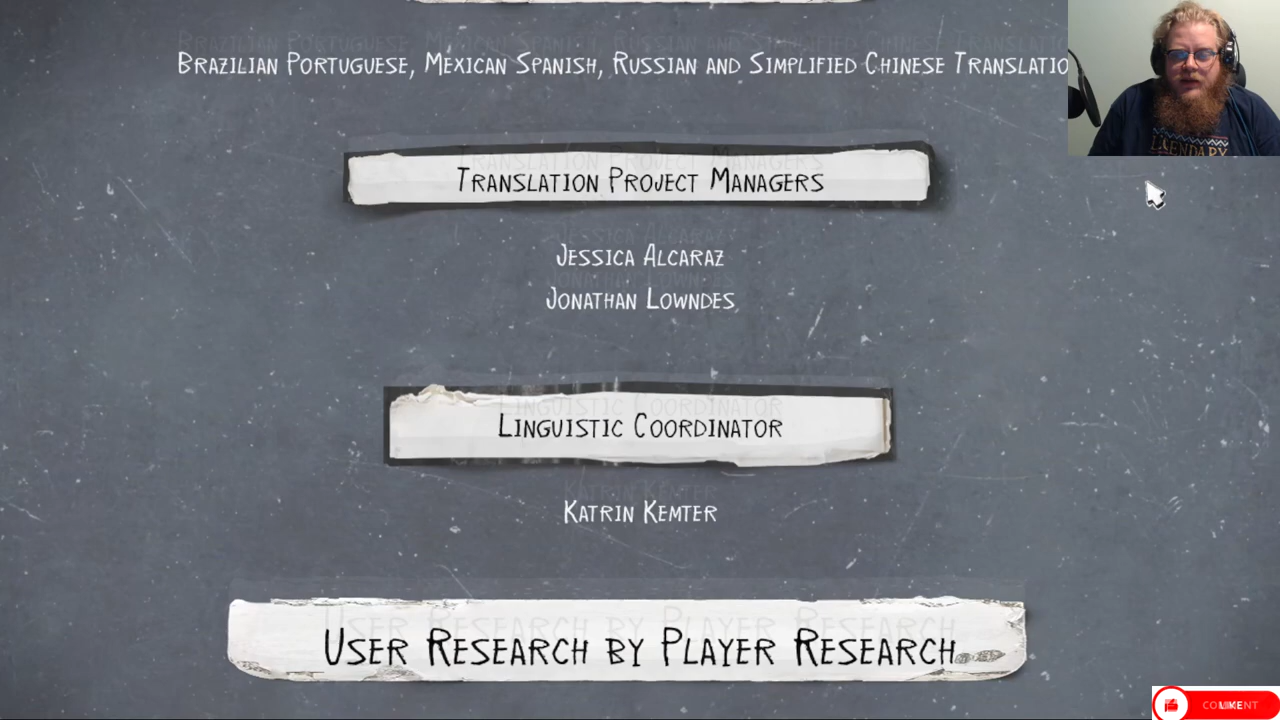 Brazilian Portuguese, Mexican Spanish, Russian and Simplified Chinese Translatio
Translation Project Managers
Jessica Alcaraz
Jonathan Lowndes
Linguistic Coordinator
Katrin Kemter
User Research by Player Research